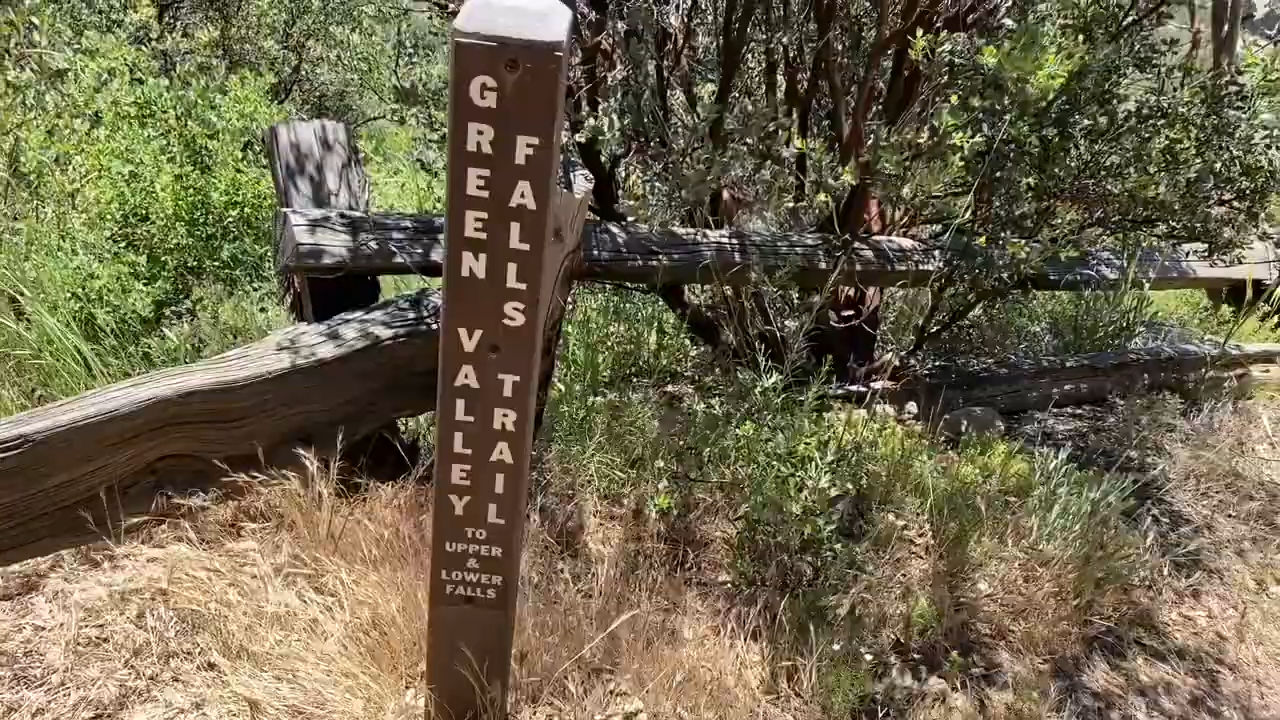 GREEN VALLEY
FALLS TRAIL
TO
UPPER
&
LOWER
FALLS